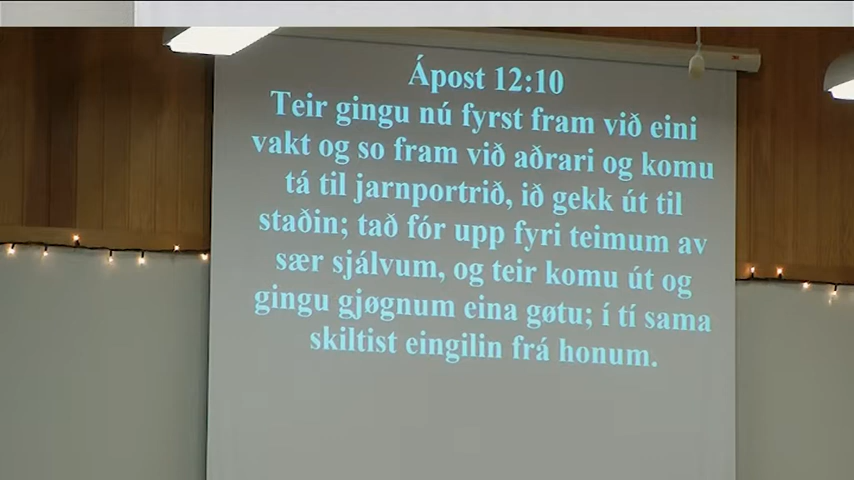 Ápost 12:10
Teir gingu nú fyrst fram við eini
vakt og so fram við aðrari og komu
tá til jarnportrið, ið gekk út til
staðin; tað fór upp fyri teimum av
sær sjálvum, og teir komu út og
gingu gjøgnum eina gøtu; í tí sama
skiltist eingilin frá honum.